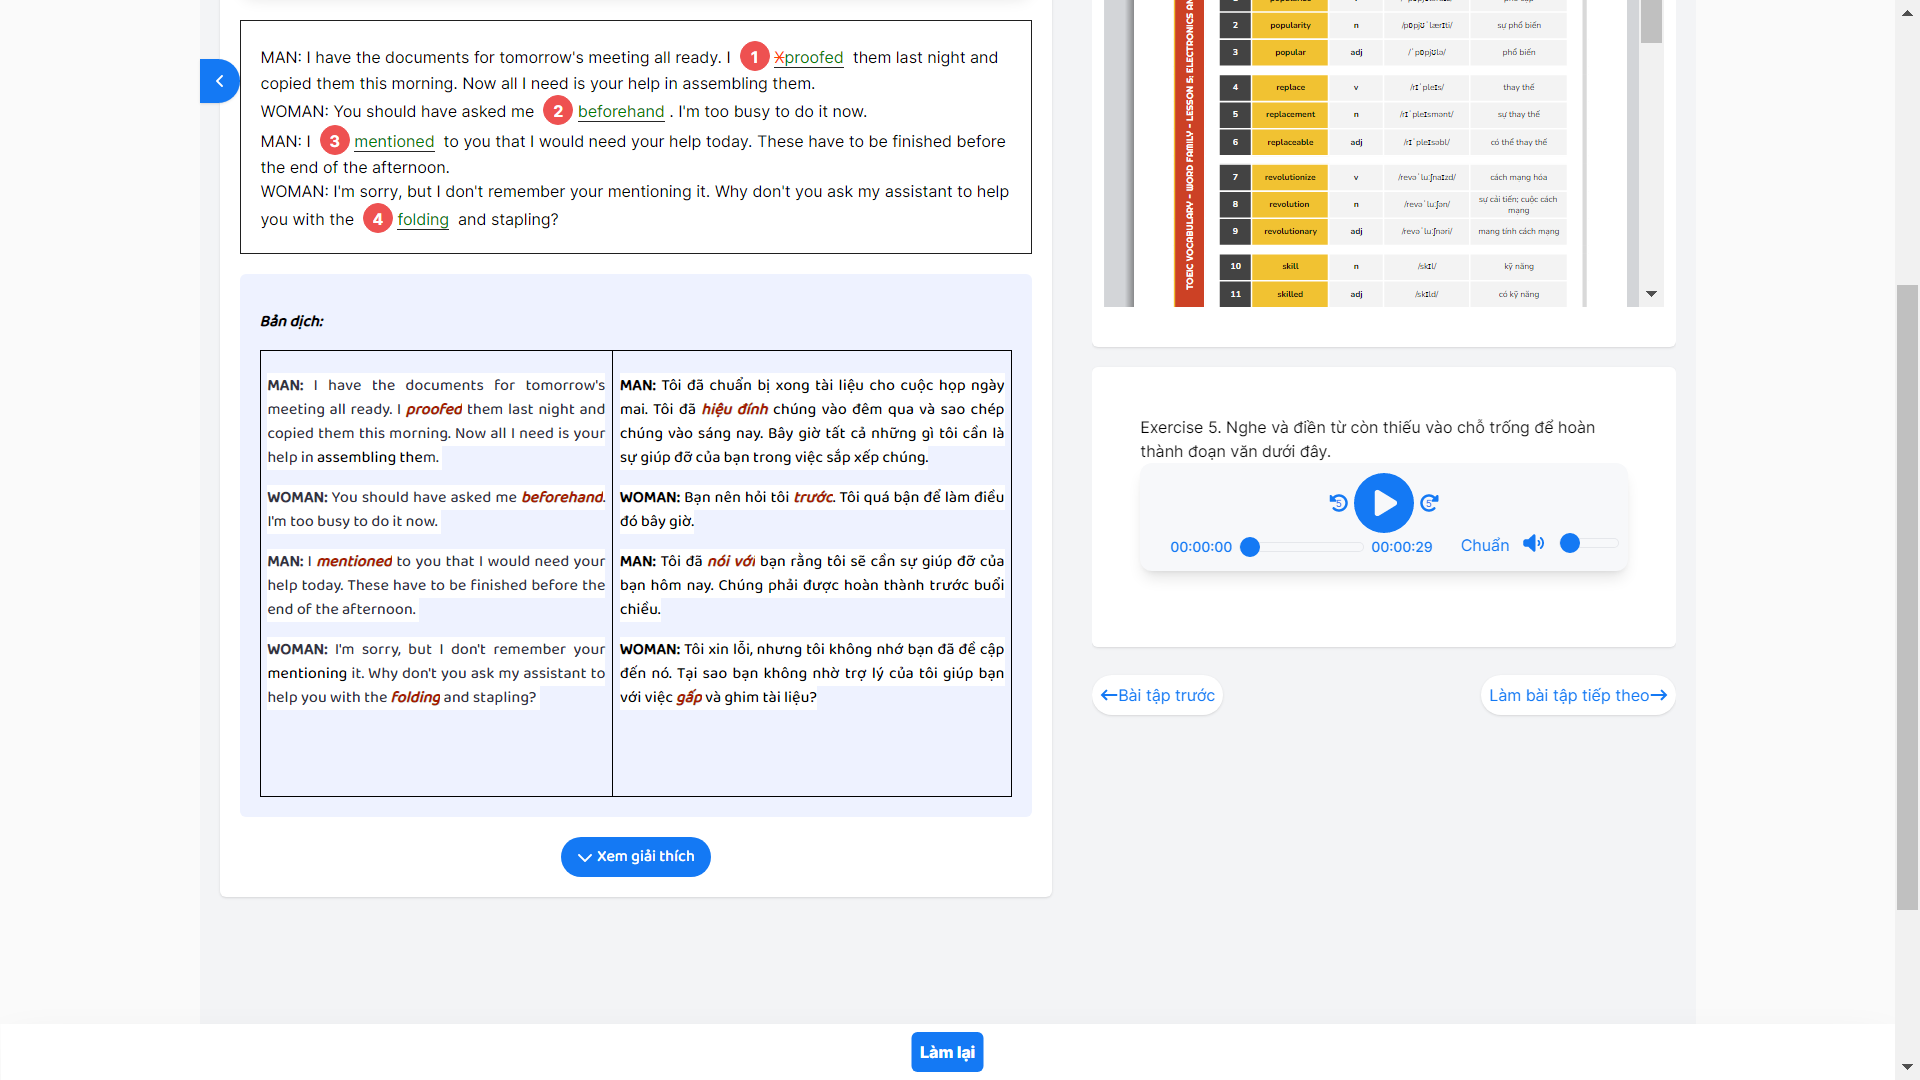 MAN: I have the documents for tomorrow's meeting all ready. I 1 Xproofed them last night and
copied them this morning. Now all I need is your help in assembling them.
WOMAN: You should have asked me 2 beforehand . I'm too busy to do it now.
MAN: I 3 mentioned to you that I would need your help today. These have to be finished before
the end of the afternoon.
WOMAN: I'm sorry, but I don't remember your mentioning it. Why don't you ask my assistant to help
you with the 4 folding and stapling?
Bản dịch:
MAN: I have the documents for tomorrow's
meeting all ready. I proofed them last night and
copied them this morning. Now all I need is your
help in assembling them.
WOMAN: You should have asked me beforehand.
I'm too busy to do it now.
MAN: I mentioned to you that I would need your
help today. These have to be finished before the
end of the afternoon.
WOMAN: I'm sorry, but I don't remember your
mentioning it. Why don't you ask my assistant to
help you with the folding and stapling?
MAN: Tôi đã chuẩn bị xong tài liệu cho cuộc họp ngày
mai. Tôi đã hiệu đính chúng vào đêm qua và sao chép
chúng vào sáng nay. Bây giờ tất cả những gì tôi cần là
sự giúp đỡ của bạn trong việc sắp xếp chúng.
WOMAN: Bạn nên hỏi tôi trước. Tôi quá bận để làm điều
đó bây giờ.
MAN: Tôi đã nói với bạn rằng tôi sẽ cần sự giúp đỡ của
bạn hôm nay. Chúng phải được hoàn thành trước buổi
chiều.
WOMAN: Tôi xin lỗi, nhưng tôi không nhớ bạn đã đề cập
đến nó. Tại sao bạn không nhờ trợ lý của tôi giúp bạn
với việc gấp và ghim tài liệu?
Xem giải thích
TOEIC VOCABULARY - WORD FAMILY - LESSON 5: ELECTRONICS
2 popularity n /pɒpjʊˈlærɪti/ sự phổ biến
3 popular adj /ˈpɒpjʊlə/ phổ biến
4 replace v /rɪˈpleɪs/ thay thế
5 replacement n /rɪˈpleɪsmənt/ sự thay thế
6 replaceable adj /rɪˈpleɪsəbl/ có thể thay thế
7 revolutionize v /revəˈluːʃnaɪzd/ cách mạng hóa
8 revolution n /revəˈluːʃən/ sự cải tiến; cuộc cách
mạng
9 revolutionary adj /revəˈluːʃnəri/ mang tính cách mạng
10 skill n /skɪl/ kỹ năng
11 skilled adj /skɪld/ có kỹ năng
Exercise 5. Nghe và điền từ còn thiếu vào chỗ trống để hoàn
thành đoạn văn dưới đây.
5 5
00:00:00 00:00:29 Chuẩn
Bài tập trước Làm bài tập tiếp theo
Làm lại